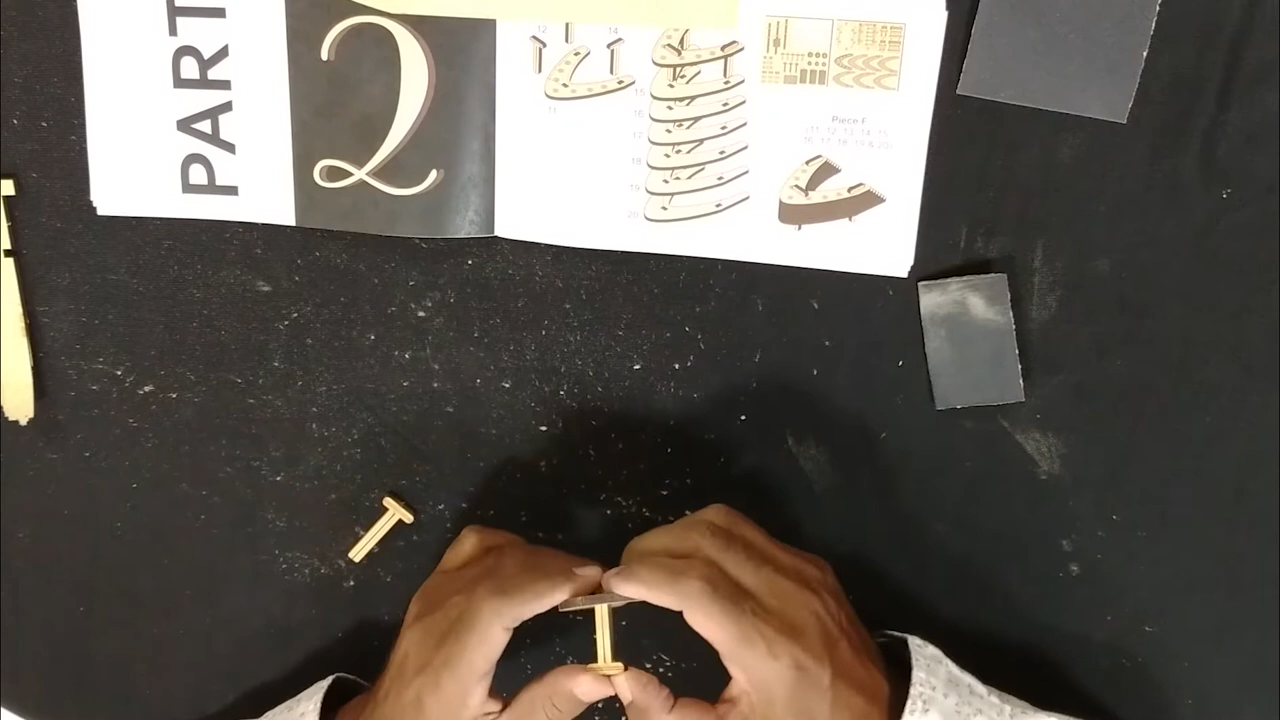 PART
2
12
14
11
15
16
17
18
19
20
Piece F
(11, 12, 13, 14, 15,
16, 17, 18, 19 & 20)